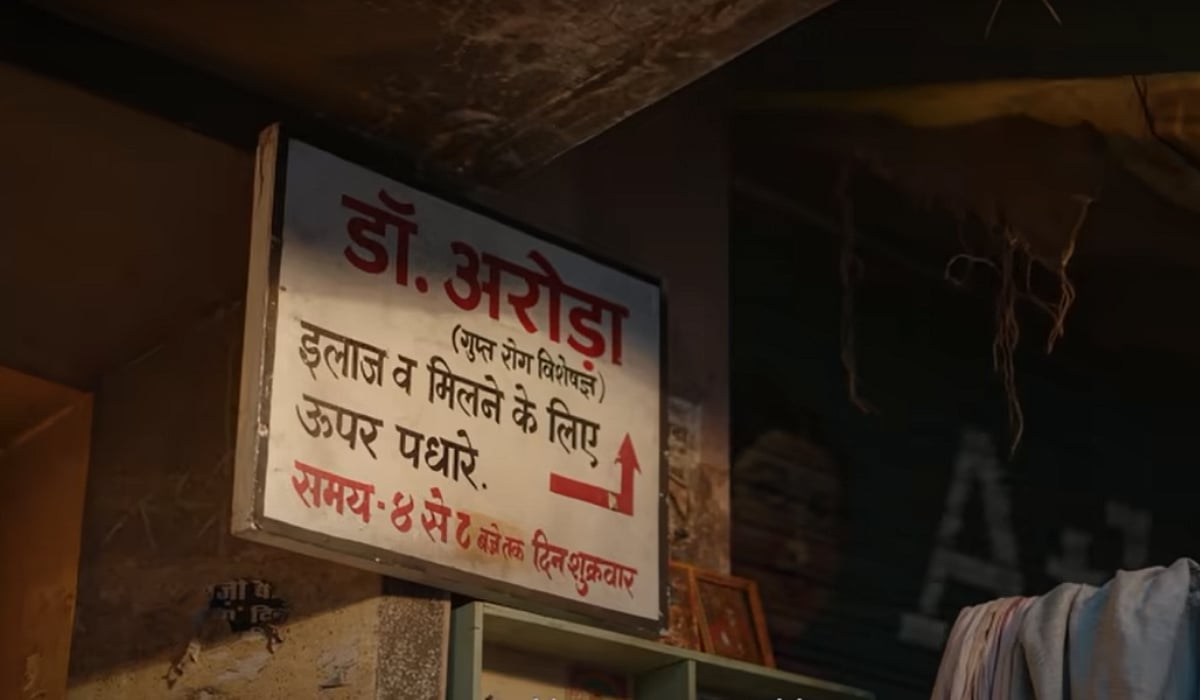 डॉ. अरोड़ा
(गुप्त रोग विशेषज्ञ)
इलाज व मिलने के लिए
ऊपर पधारे.
समय - ४ से ८ बजे तक दिन शुक्रवार
A+